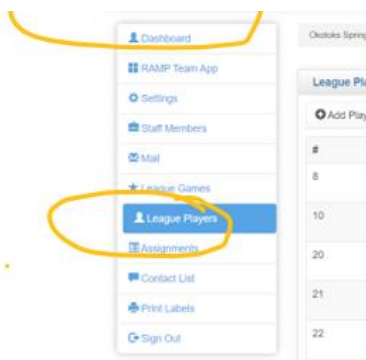 Dashboard
RAMP Team App
Settings
Staff Members
Mail
League Games
League Players
Assignments
Contact List
Print Labels
Sign Out
Okotoks Spring
League Pla
Add Play
#
8
10
20
21
22